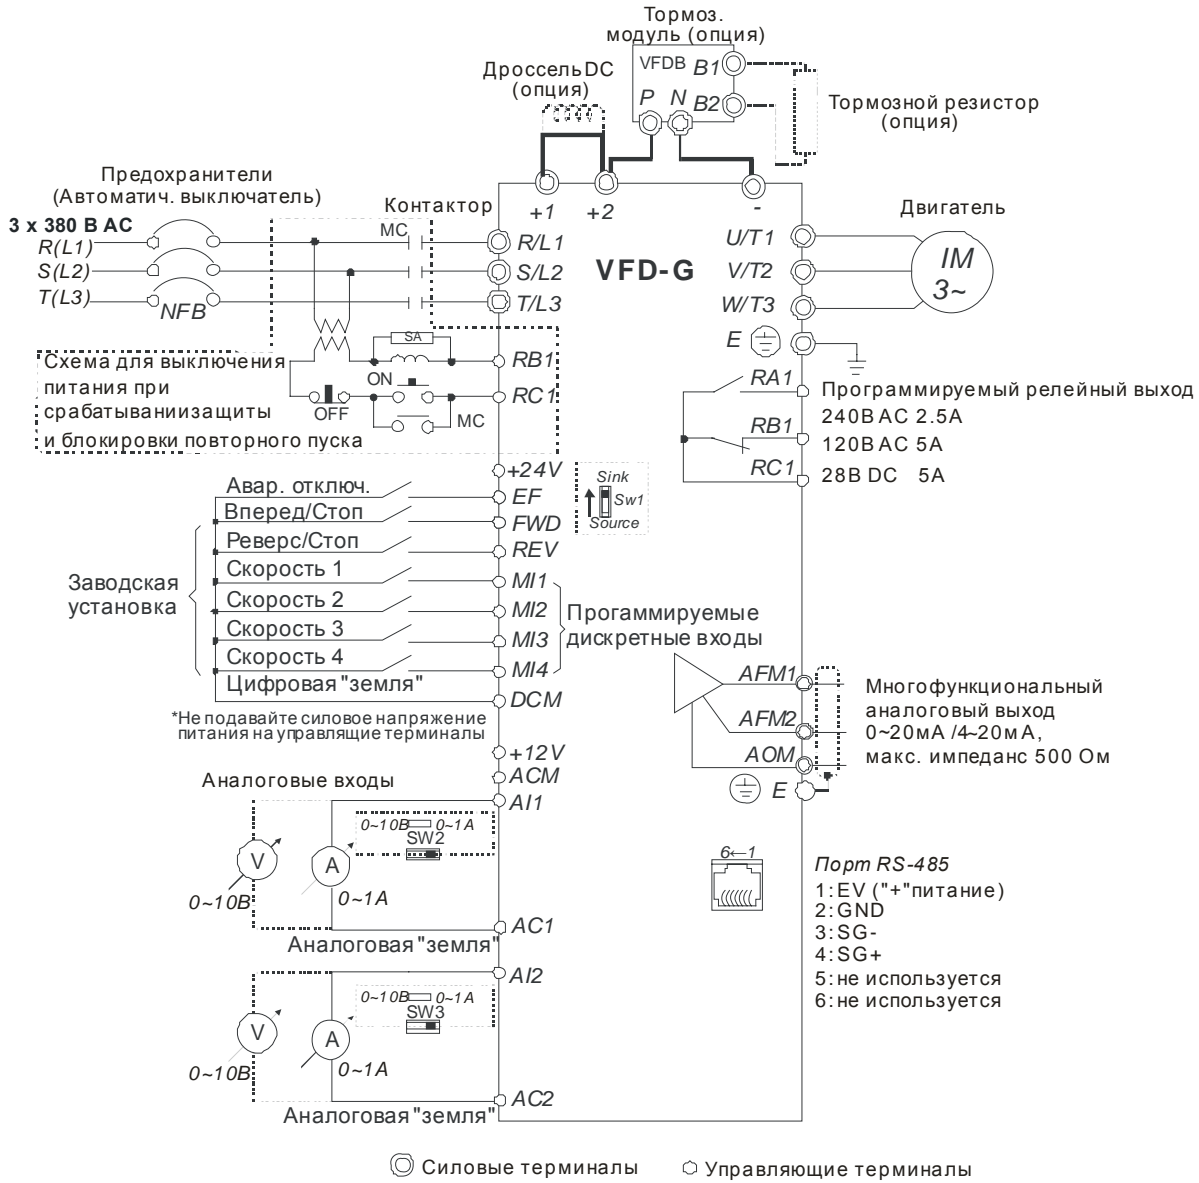 Тормоз.
модуль (опция)
VFDB B1
P N B2
Дроссель DC
(опция)
Тормозной резистор
(опция)
Предохранители
(Автоматич. выключатель)
3 x 380 В AC
Контактор
+1 +2 -
Двигатель
R(L1)
S(L2)
T(L3)
NFB
MC
R/L1
S/L2
T/L3
VFD-G
U/T1
V/T2
W/T3
IM
3~
E
SA
Схема для выключения
питания при
срабатываниизащиты
и блокировки повторного пуска
ON
OFF
MC
RB1
RC1
RA1
RB1
RC1
Программируемый релейный выход
240В AC 2.5A
120В AC 5A
28В DC 5A
+24V
Авар. отключ.
EF
Вперед/Стоп
FWD
Реверс/Стоп
REV
Скорость 1
MI1
Скорость 2
MI2
Скорость 3
MI3
Скорость 4
MI4
Цифровая "земля"
DCM
Заводская
установка
Sink
Sw1
Source
Прогаммируемые
дискретные входы
*Не подавайте силовое напряжение
питания на управлящие терминалы
AFM1
AFM2
AOM
E
Многофункциональный
аналоговый выход
0~20мА /4~20мА,
макс. импеданс 500 Ом
+12V
ACM
Аналоговые входы
AI1
0~10В 0~1А
SW2
V
A
0~10В
0~1А
AC1
Аналоговая "земля"
AI2
0~10В 0~1А
SW3
V
A
0~10В
0~1А
AC2
Аналоговая "земля"
6←1
Порт RS-485
1: EV ("+"питание)
2: GND
3: SG-
4: SG+
5: не используется
6: не используется
Силовые терминалы
Управляющие терминалы